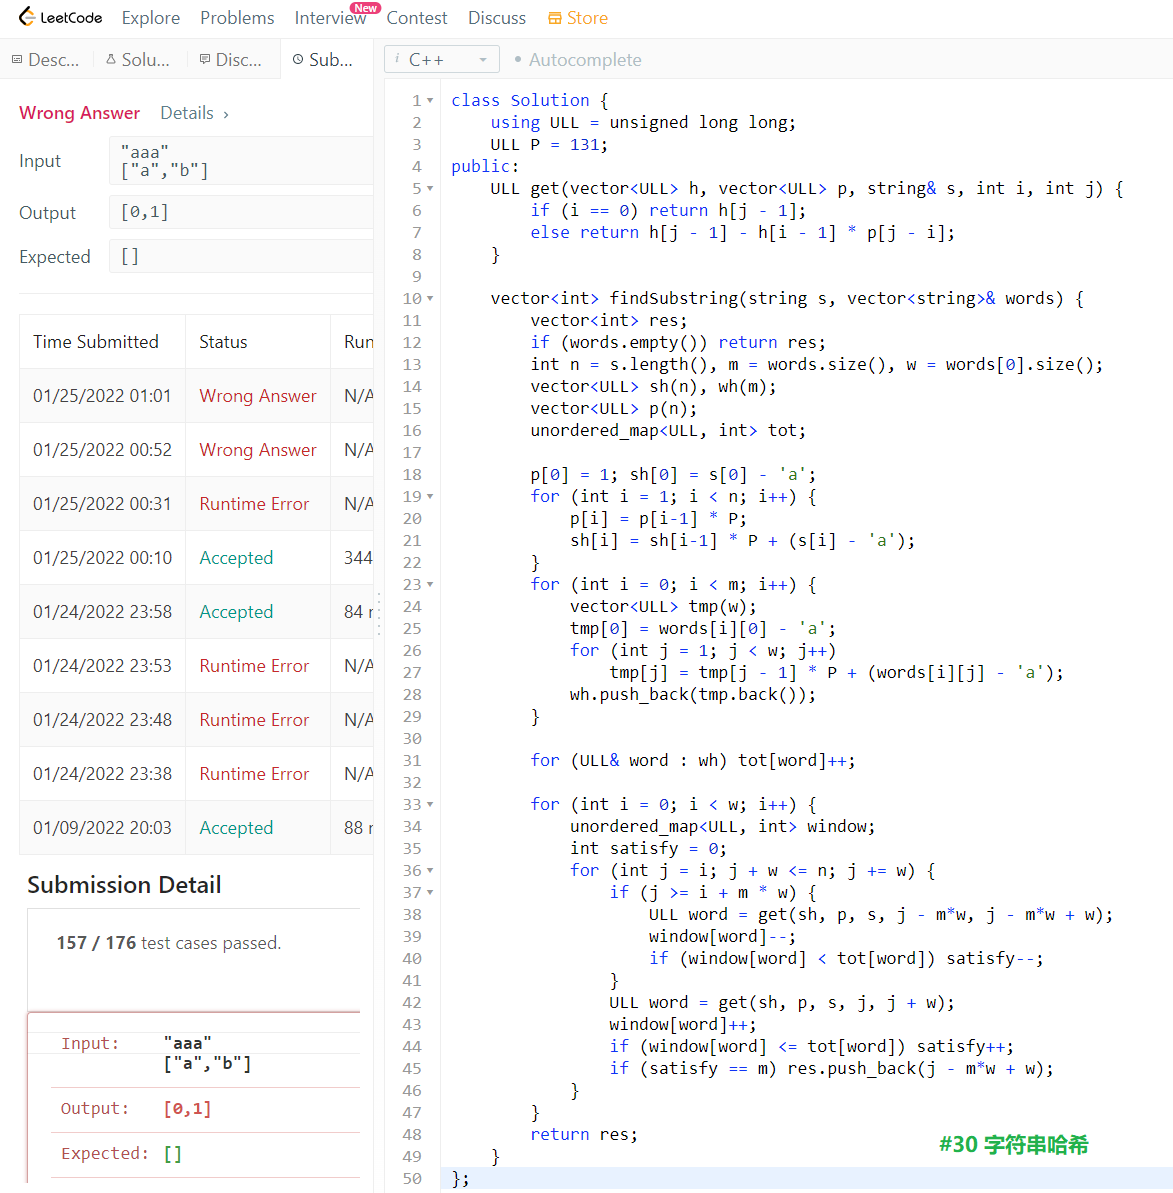 LeetCode Explore Problems Interview New Contest Discuss Store
Desc... Solu... Disc... Sub...
i C++ Autocomplete
Wrong Answer Details ›
Input "aaa"
["a","b"]
Output [0,1]
Expected []
Time Submitted Status Run
01/25/2022 01:01 Wrong Answer N/A
01/25/2022 00:52 Wrong Answer N/A
01/25/2022 00:31 Runtime Error N/A
01/25/2022 00:10 Accepted 344
01/24/2022 23:58 Accepted 84
01/24/2022 23:53 Runtime Error N/A
01/24/2022 23:48 Runtime Error N/A
01/24/2022 23:38 Runtime Error N/A
01/09/2022 20:03 Accepted 88
Submission Detail
157 / 176 test cases passed.
Input: "aaa"
["a","b"]
Output: [0,1]
Expected: []
1 class Solution {
2     using ULL = unsigned long long;
3     ULL P = 131;
4 public:
5     ULL get(vector<ULL> h, vector<ULL> p, string& s, int i, int j) {
6         if (i == 0) return h[j - 1];
7         else return h[j - 1] - h[i - 1] * p[j - i];
8     }
9
10     vector<int> findSubstring(string s, vector<string>& words) {
11         vector<int> res;
12         if (words.empty()) return res;
13         int n = s.length(), m = words.size(), w = words[0].size();
14         vector<ULL> sh(n), wh(m);
15         vector<ULL> p(n);
16         unordered_map<ULL, int> tot;
17
18         p[0] = 1; sh[0] = s[0] - 'a';
19         for (int i = 1; i < n; i++) {
20             p[i] = p[i-1] * P;
21             sh[i] = sh[i-1] * P + (s[i] - 'a');
22         }
23         for (int i = 0; i < m; i++) {
24             vector<ULL> tmp(w);
25             tmp[0] = words[i][0] - 'a';
26             for (int j = 1; j < w; j++)
27                 tmp[j] = tmp[j - 1] * P + (words[i][j] - 'a');
28             wh.push_back(tmp.back());
29         }
30
31         for (ULL& word : wh) tot[word]++;
32
33         for (int i = 0; i < w; i++) {
34             unordered_map<ULL, int> window;
35             int satisfy = 0;
36             for (int j = i; j + w <= n; j += w) {
37                 if (j >= i + m * w) {
38                     ULL word = get(sh, p, s, j - m*w, j - m*w + w);
39                     window[word]--;
40                     if (window[word] < tot[word]) satisfy--;
41                 }
42                 ULL word = get(sh, p, s, j, j + w);
43                 window[word]++;
44                 if (window[word] <= tot[word]) satisfy++;
45                 if (satisfy == m) res.push_back(j - m*w + w);
46             }
47         }
48         return res;
49     }
50 };
#30 字符串哈希